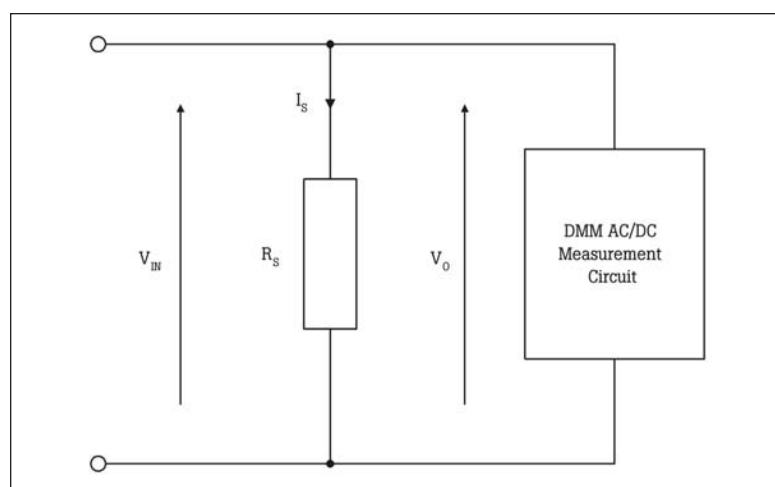 I_S
V_IN
R_S
V_O
DMM AC/DC
Measurement
Circuit